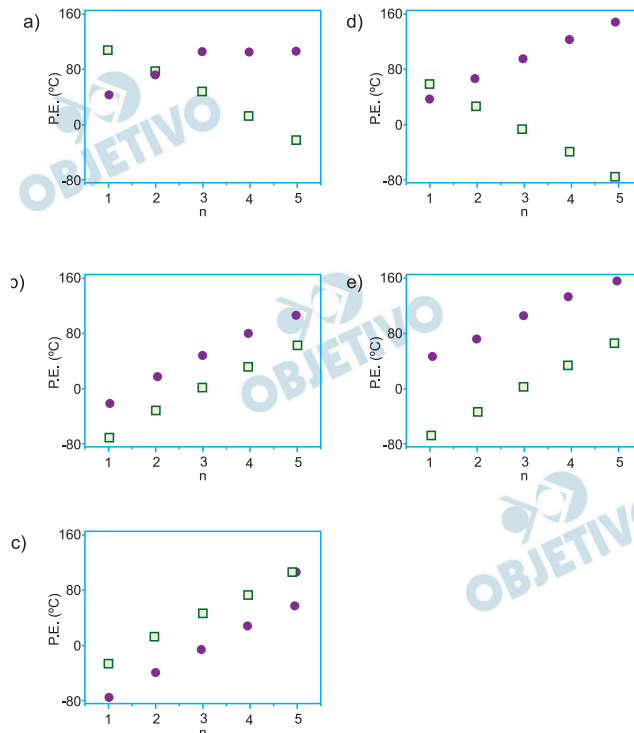 a)
160
80
0
-80
P.E. (ºC)
1 2 3 4 5
n
OBJETIVO
d)
160
80
0
-80
P.E. (ºC)
1 2 3 4 5
n
b)
160
80
0
-80
P.E. (ºC)
1 2 3 4 5
n
OBJETIVO
e)
160
80
0
-80
P.E. (ºC)
1 2 3 4 5
n
c)
160
80
0
-80
P.E. (ºC)
1 2 3 4 5
n
OBJETIVO